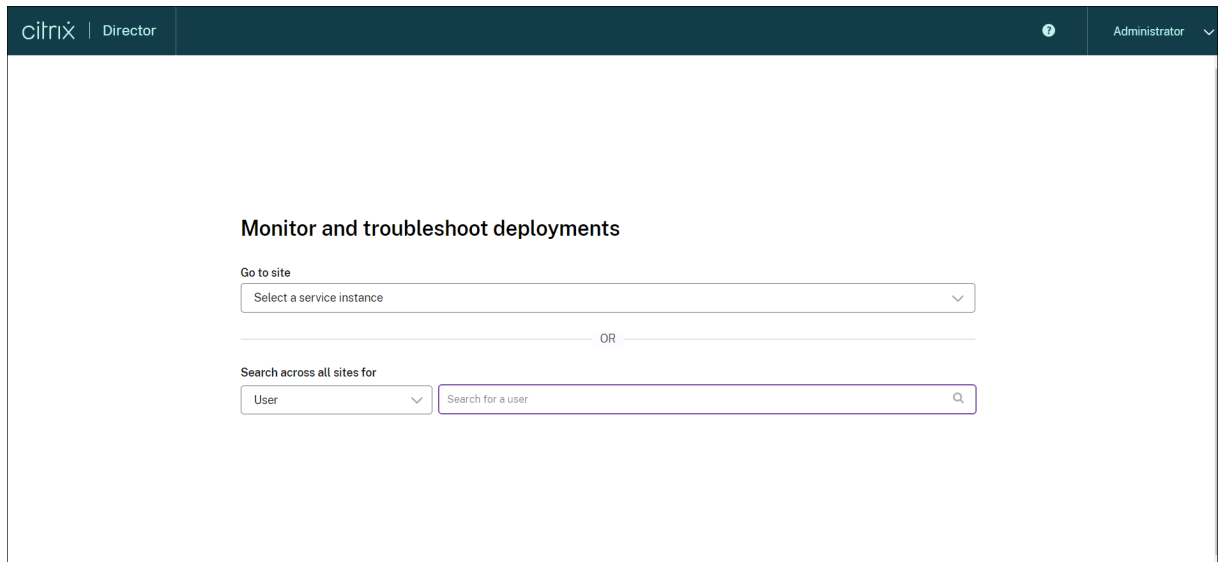 citrix | Director
? Administrator
Monitor and troubleshoot deployments
Go to site
Select a service instance
OR
Search across all sites for
User
Search for a user